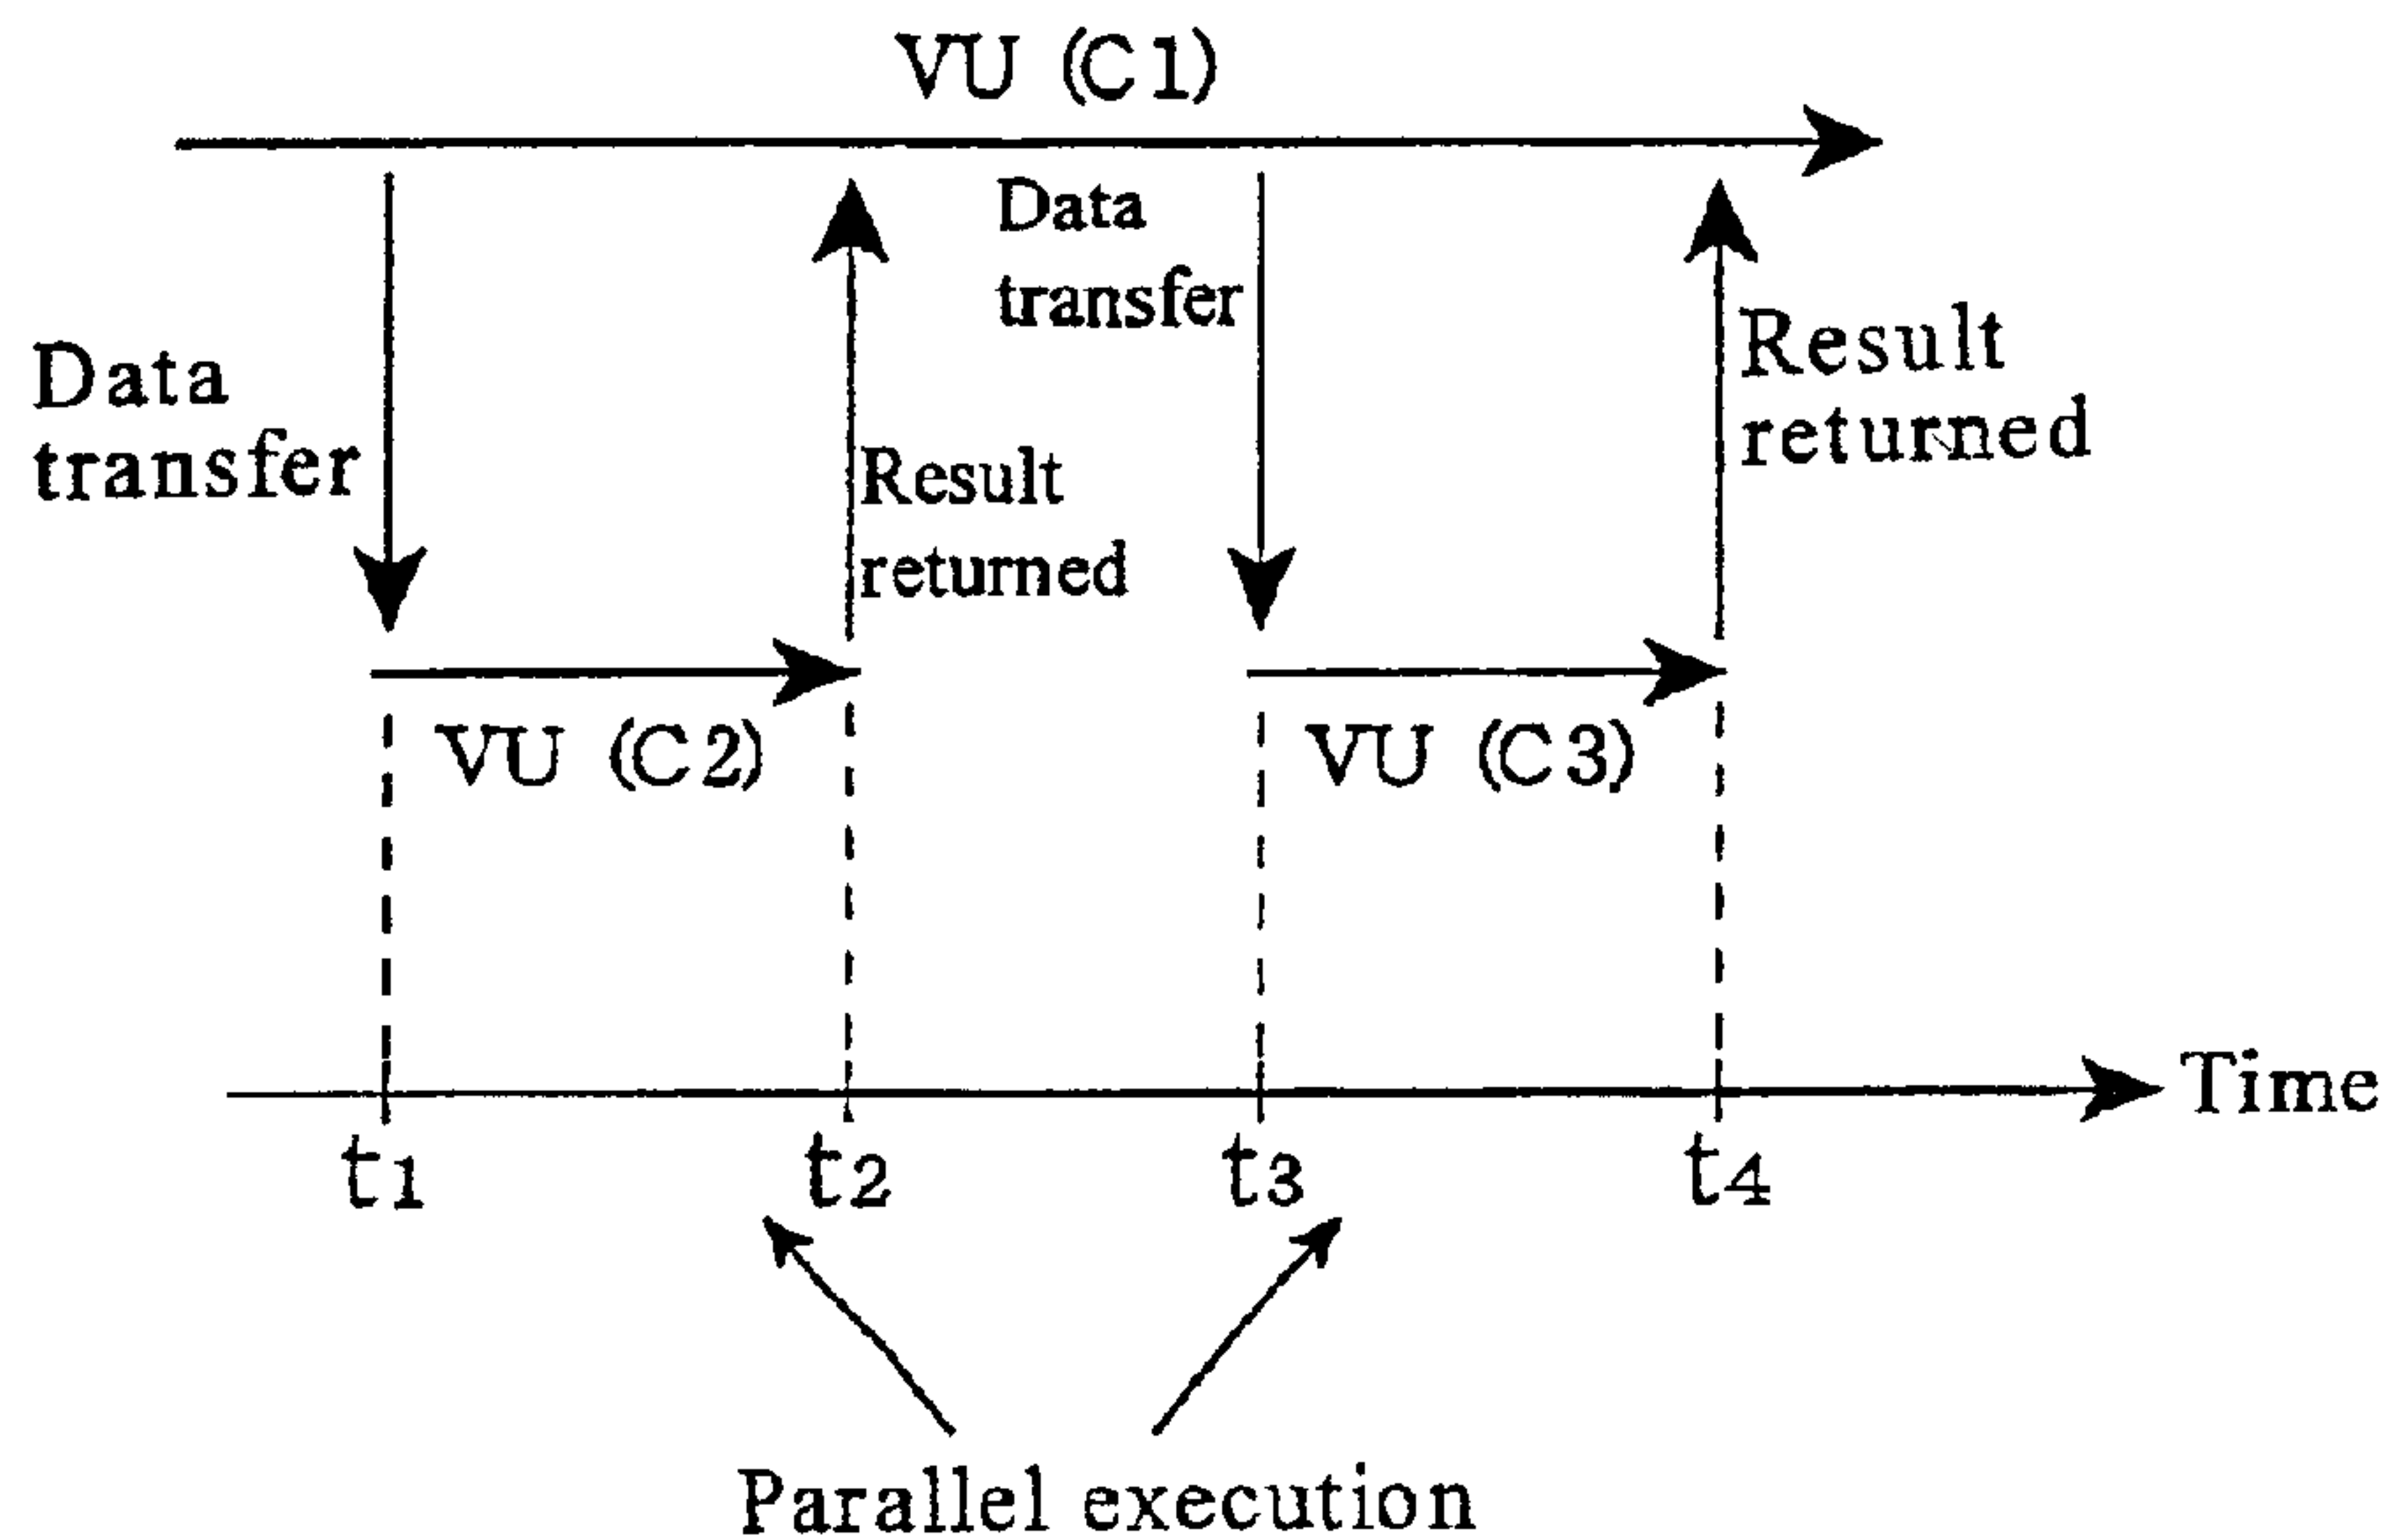 VU (C1)
Data
transfer
Data
transfer
Result
returned
Result
returned
VU (C2)
VU (C3)
Time
t1
t2
t3
t4
Parallel execution